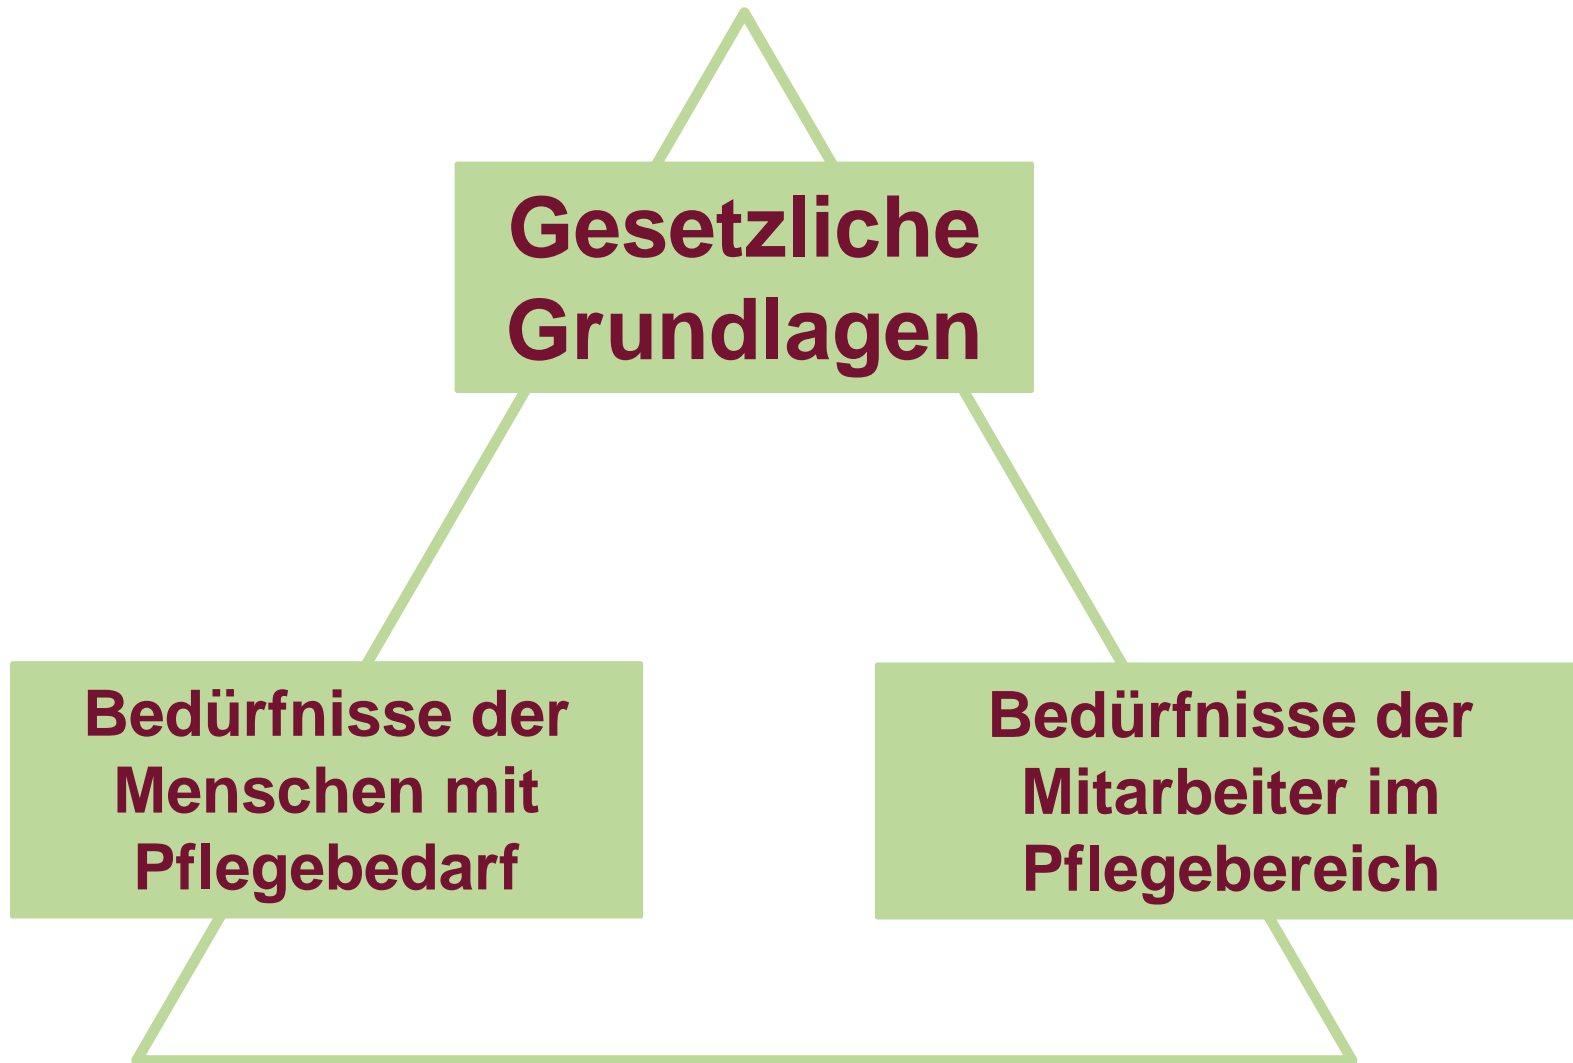 Gesetzliche
Grundlagen
Bedürfnisse der
Menschen mit
Pflegebedarf
Bedürfnisse der
Mitarbeiter im
Pflegebereich